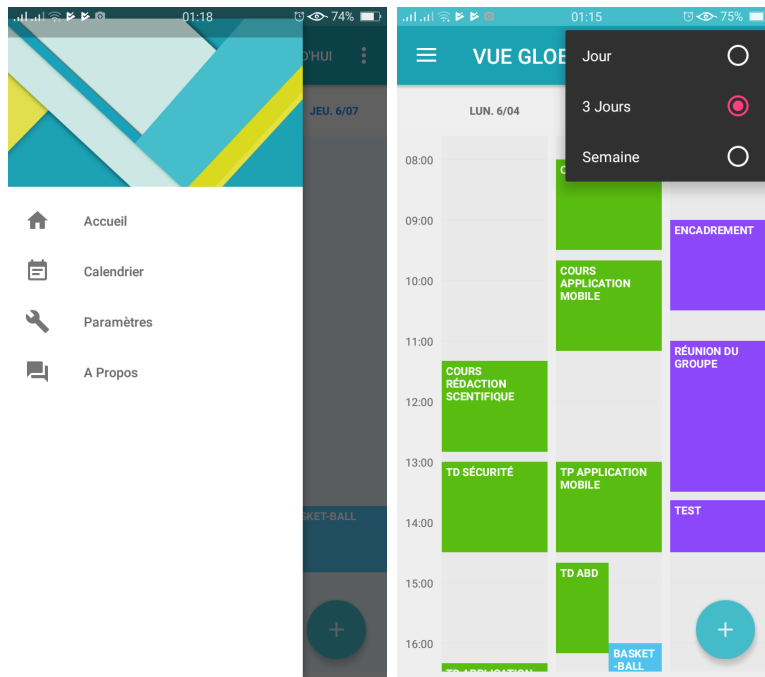 01:18
74%
D'HUI
JEU. 6/07
Accueil
Calendrier
Paramètres
A Propos
SKET-BALL
01:15
75%
VUE GLOB
Jour
3 Jours
Semaine
LUN. 6/04
08:00
09:00
ENCADREMENT
COURS
APPLICATION
MOBILE
10:00
11:00
RÉUNION DU
GROUPE
COURS
RÉDACTION
SCENTIFIQUE
12:00
13:00
TD SÉCURITÉ
TP APPLICATION
MOBILE
TEST
14:00
TD ABD
15:00
16:00
BASKET
-BALL
TD APPLICATION